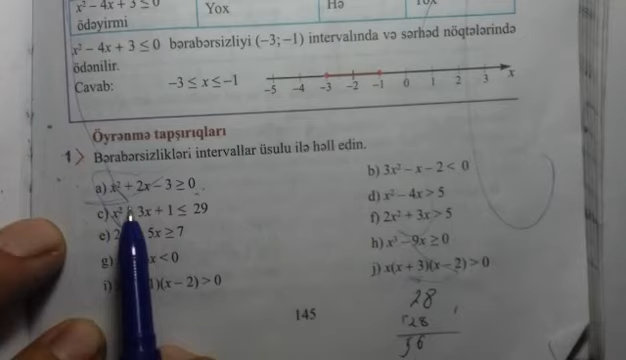 x² – 4x + 3 ≤ 0
ödəyirmi
Yox
Hə
Yox
x² – 4x + 3 ≤ 0 bərabərsizliyi (–3; –1) intervalında və sərhəd nöqtələrində
ödənilir.
Cavab: –3 ≤ x ≤ –1
–5 –4 –3 –2 –1 0 1 2 3 x
Öyrənmə tapşırıqları
1 Bərabərsizlikləri intervallar üsulu ilə həll edin.
a) x² + 2x – 3 ≥ 0
b) 3x² – x – 2 < 0
c) x² 3x + 1 ≤ 29
d) x² – 4x > 5
e) 2 5x ≥ 7
f) 2x² + 3x > 5
g) x < 0
h) x³ – 9x ≥ 0
i) 1)(x – 2) > 0
j) x(x + 3)(x – 2) > 0
145
28
28
56